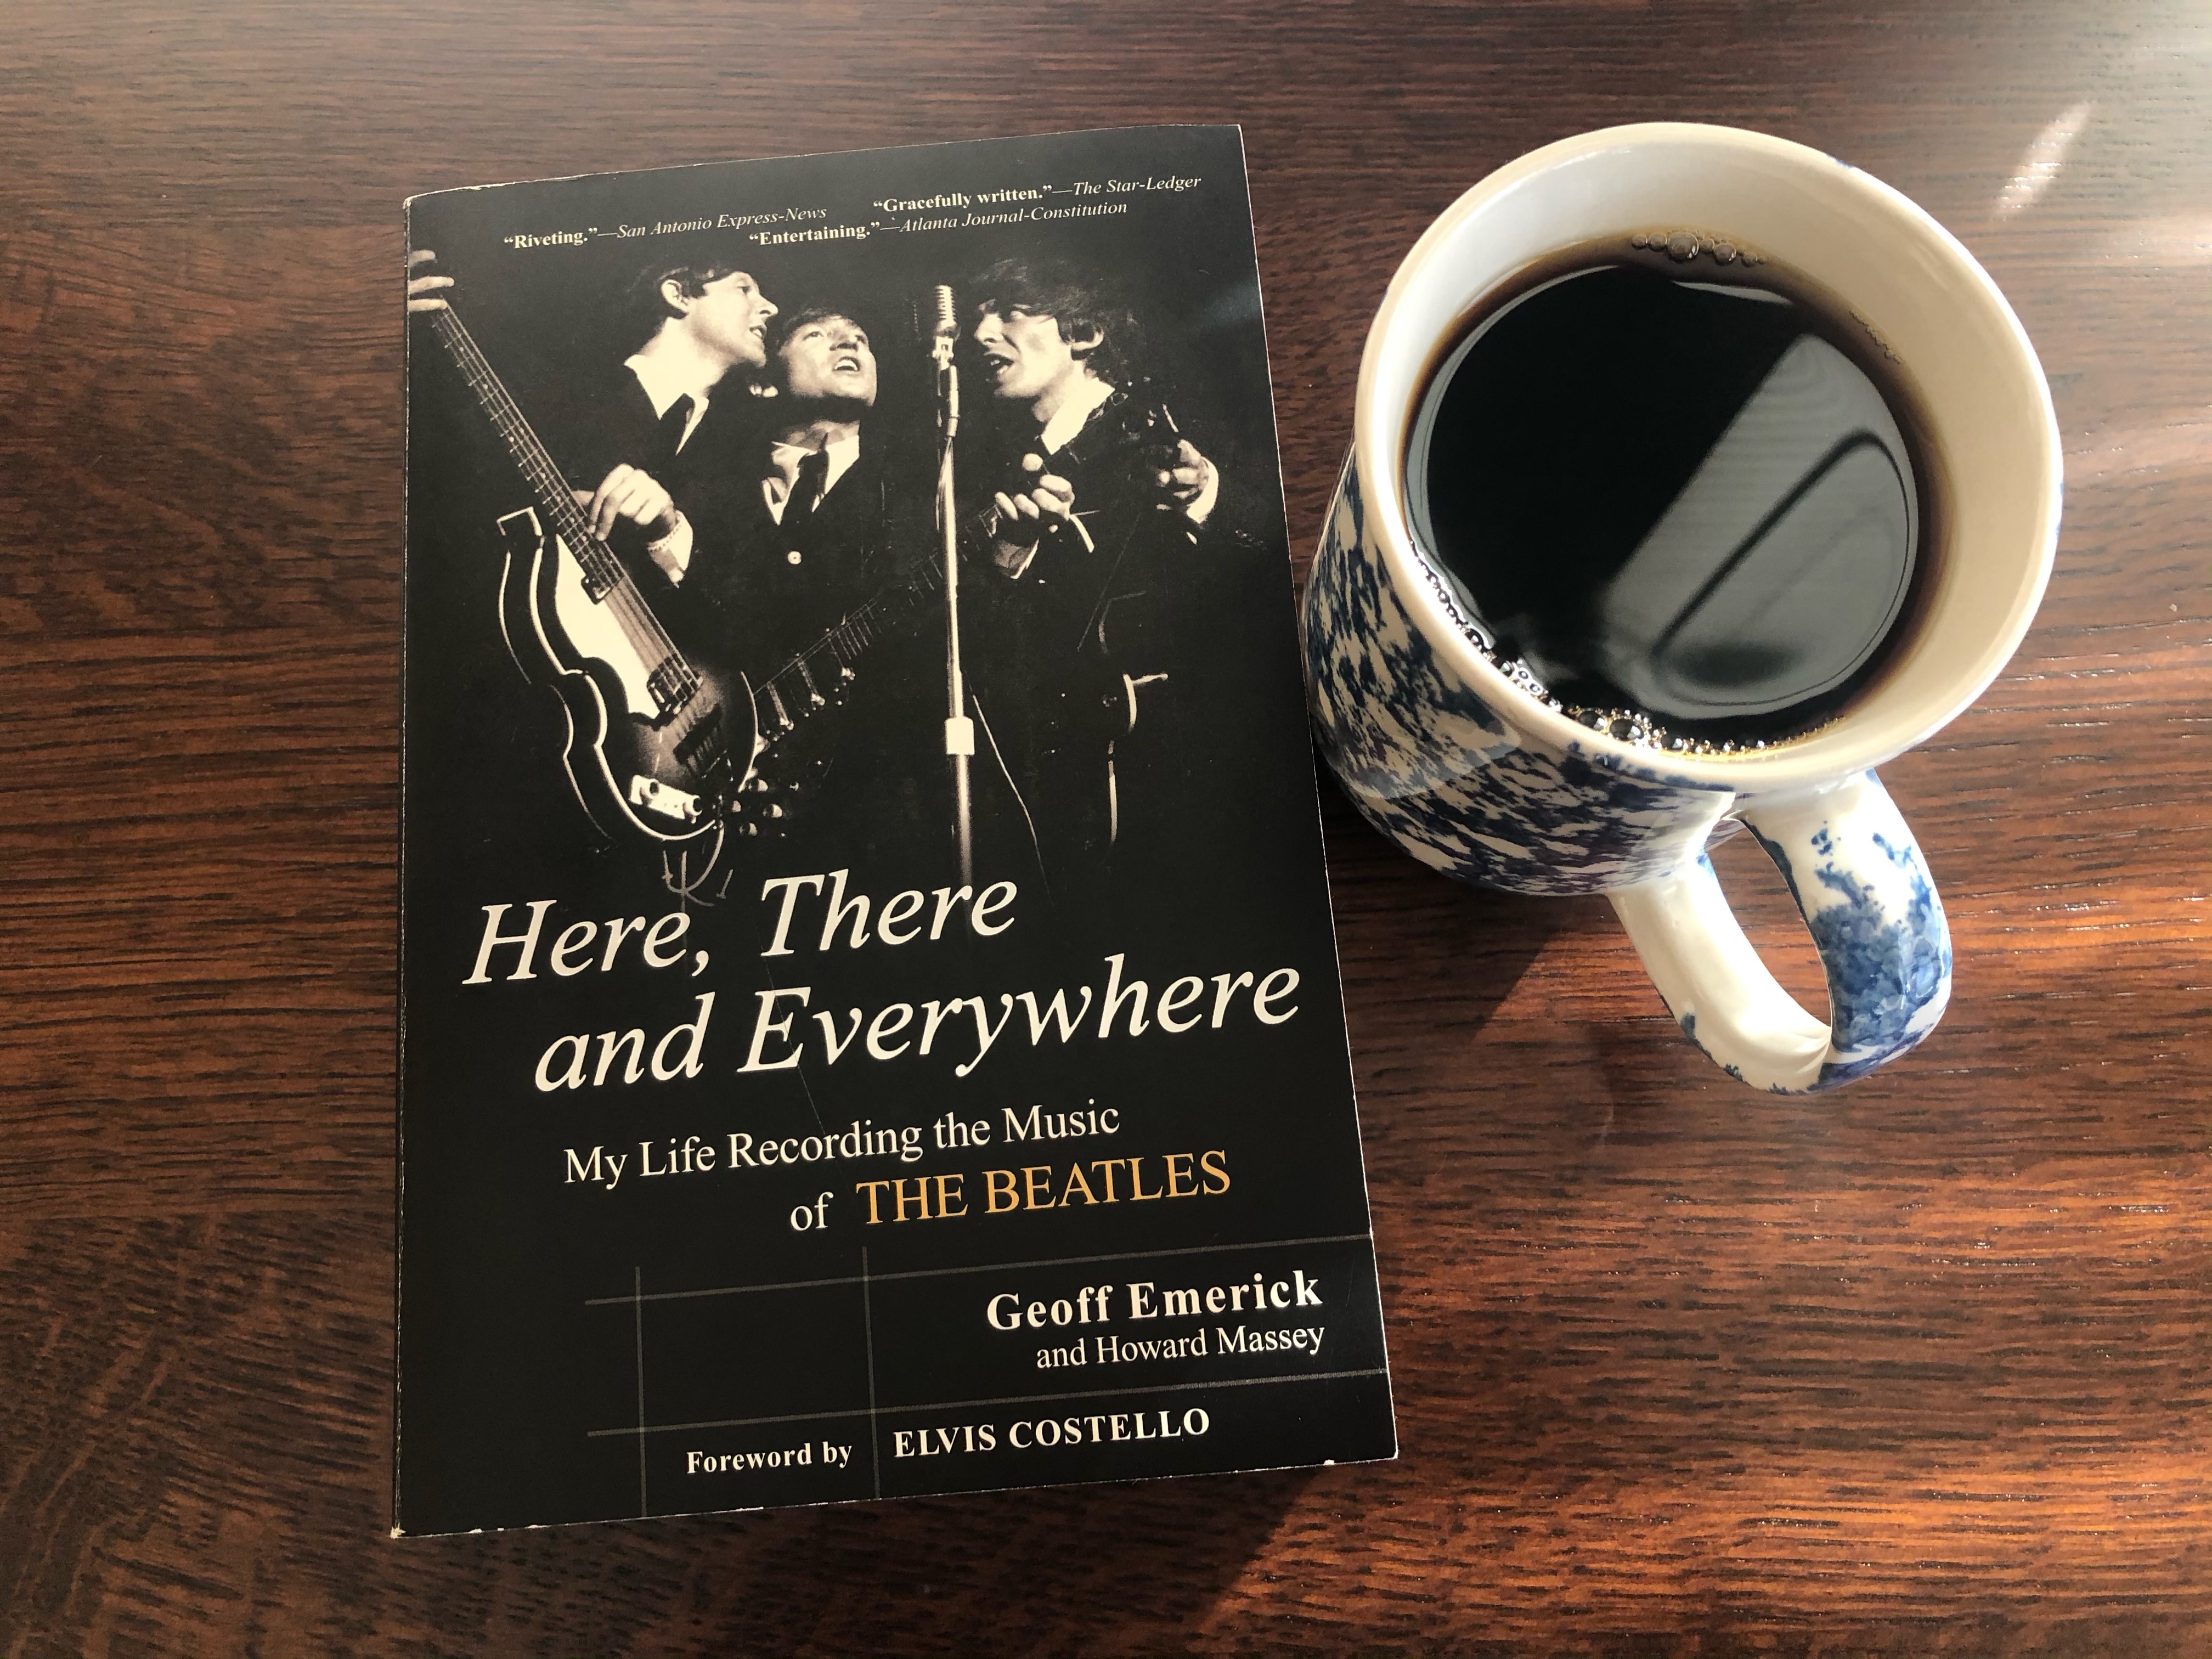 “Riveting.”—San Antonio Express-News
“Gracefully written.”—The Star-Ledger
“Entertaining.”—Atlanta Journal-Constitution
Here, There
and Everywhere
My Life Recording the Music
of THE BEATLES
Geoff Emerick
and Howard Massey
Foreword by ELVIS COSTELLO